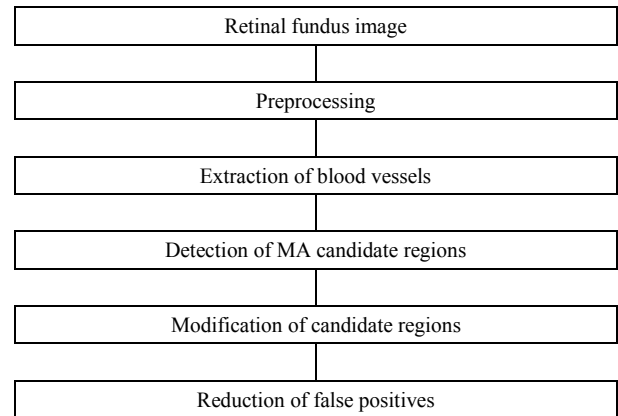 Retinal fundus image
Preprocessing
Extraction of blood vessels
Detection of MA candidate regions
Modification of candidate regions
Reduction of false positives